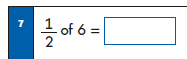 7
1/2 of 6 =